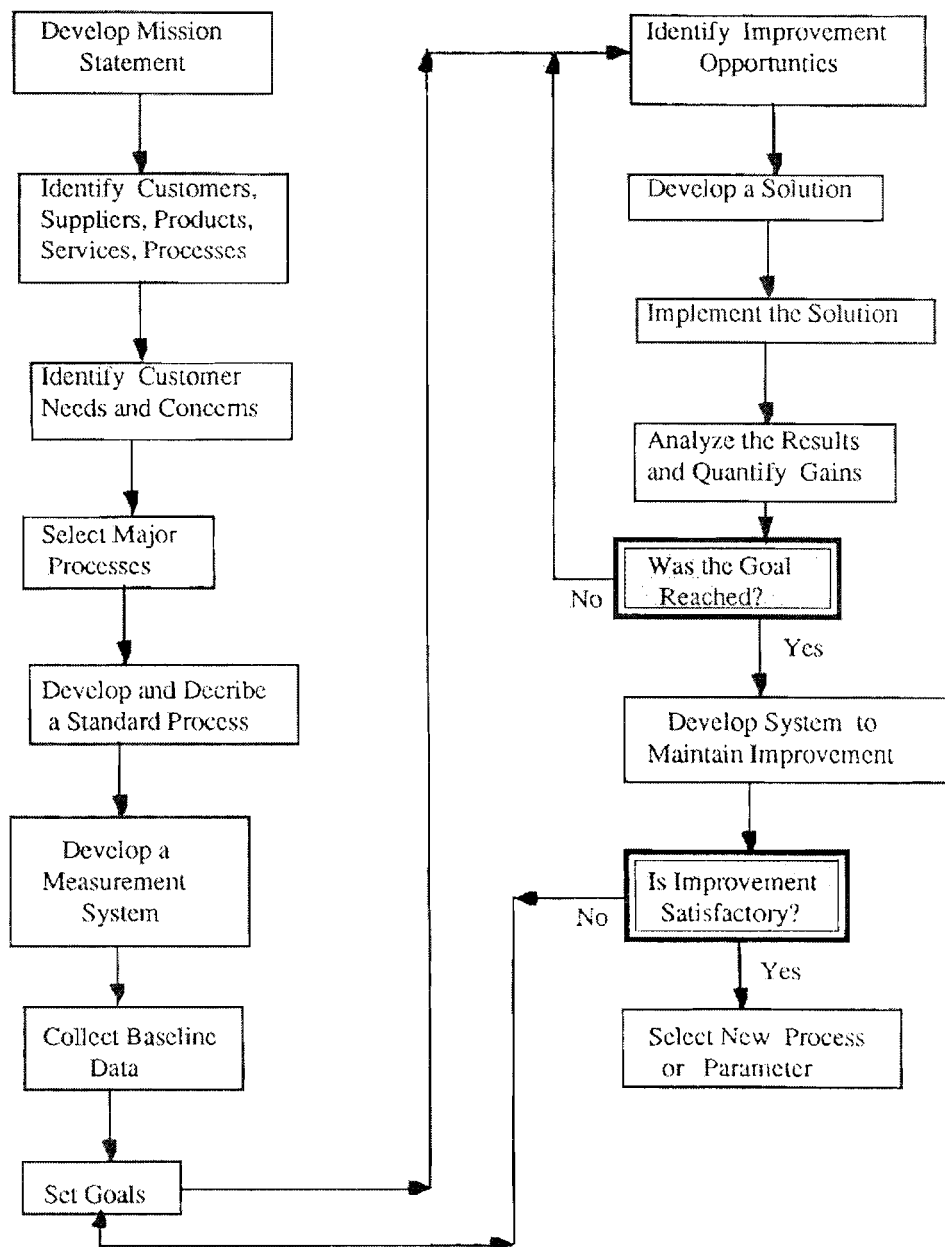 Develop Mission
Statement
Identify Customers,
Suppliers, Products,
Services, Processes
Identify Customer
Needs and Concerns
Select Major
Processes
Develop and Decribe
a Standard Process
Develop a
Measurement
System
Collect Baseline
Data
Set Goals
Identify Improvement
Opportuntics
Develop a Solution
Implement the Solution
Analyze the Results
and Quantify Gains
Was the Goal
Reached?
No
Yes
Develop System to
Maintain Improvement
Is Improvement
Satisfactory?
No
Yes
Select New Process
or Parameter